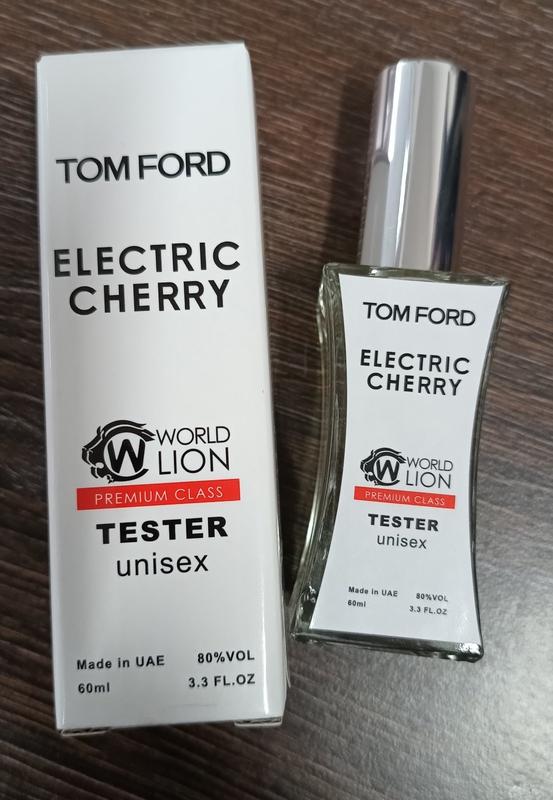 TOM FORD
ELECTRIC
CHERRY
W WORLD
LION
PREMIUM CLASS
TESTER
unisex
Made in UAE 80%VOL
60ml 3.3 FL.OZ
TOM FORD
ELECTRIC
CHERRY
W WORLD
LION
PREMIUM CLASS
TESTER
unisex
Made in UAE 80%VOL
60ml 3.3 FL.OZ